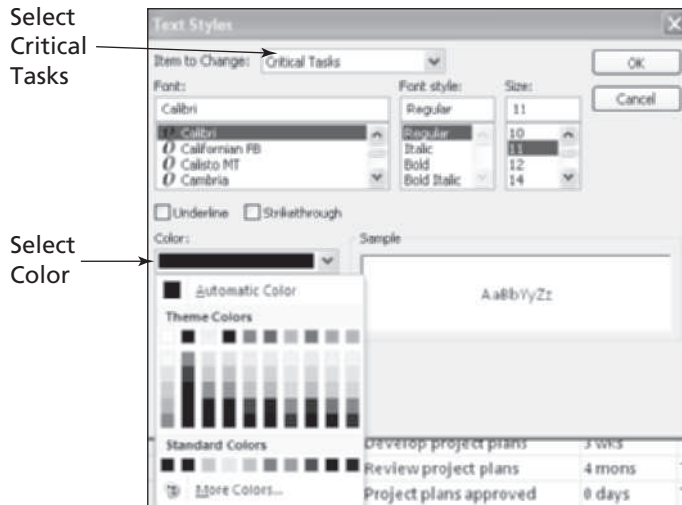 Select
Critical
Tasks
Text Styles
Item to Change: Critical Tasks
OK
Cancel
Font:
Font style:
Size:
Calibri
Regular
11
Calibri
Californian FB
Calisto MT
Cambria
Regular
Italic
Bold
Bold Italic
10
11
12
14
Underline
Strikethrough
Select
Color
Color:
Sample
AaBbYyZz
Automatic Color
Theme Colors
Standard Colors
More Colors...
Develop project plans 3 wks
Review project plans 4 mons
Project plans approved 0 days